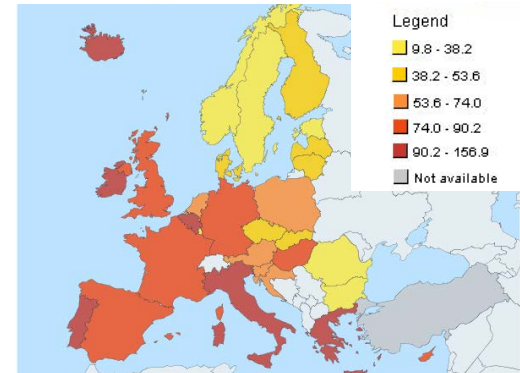 Legend
9.8 - 38.2
38.2 - 53.6
53.6 - 74.0
74.0 - 90.2
90.2 - 156.9
Not available